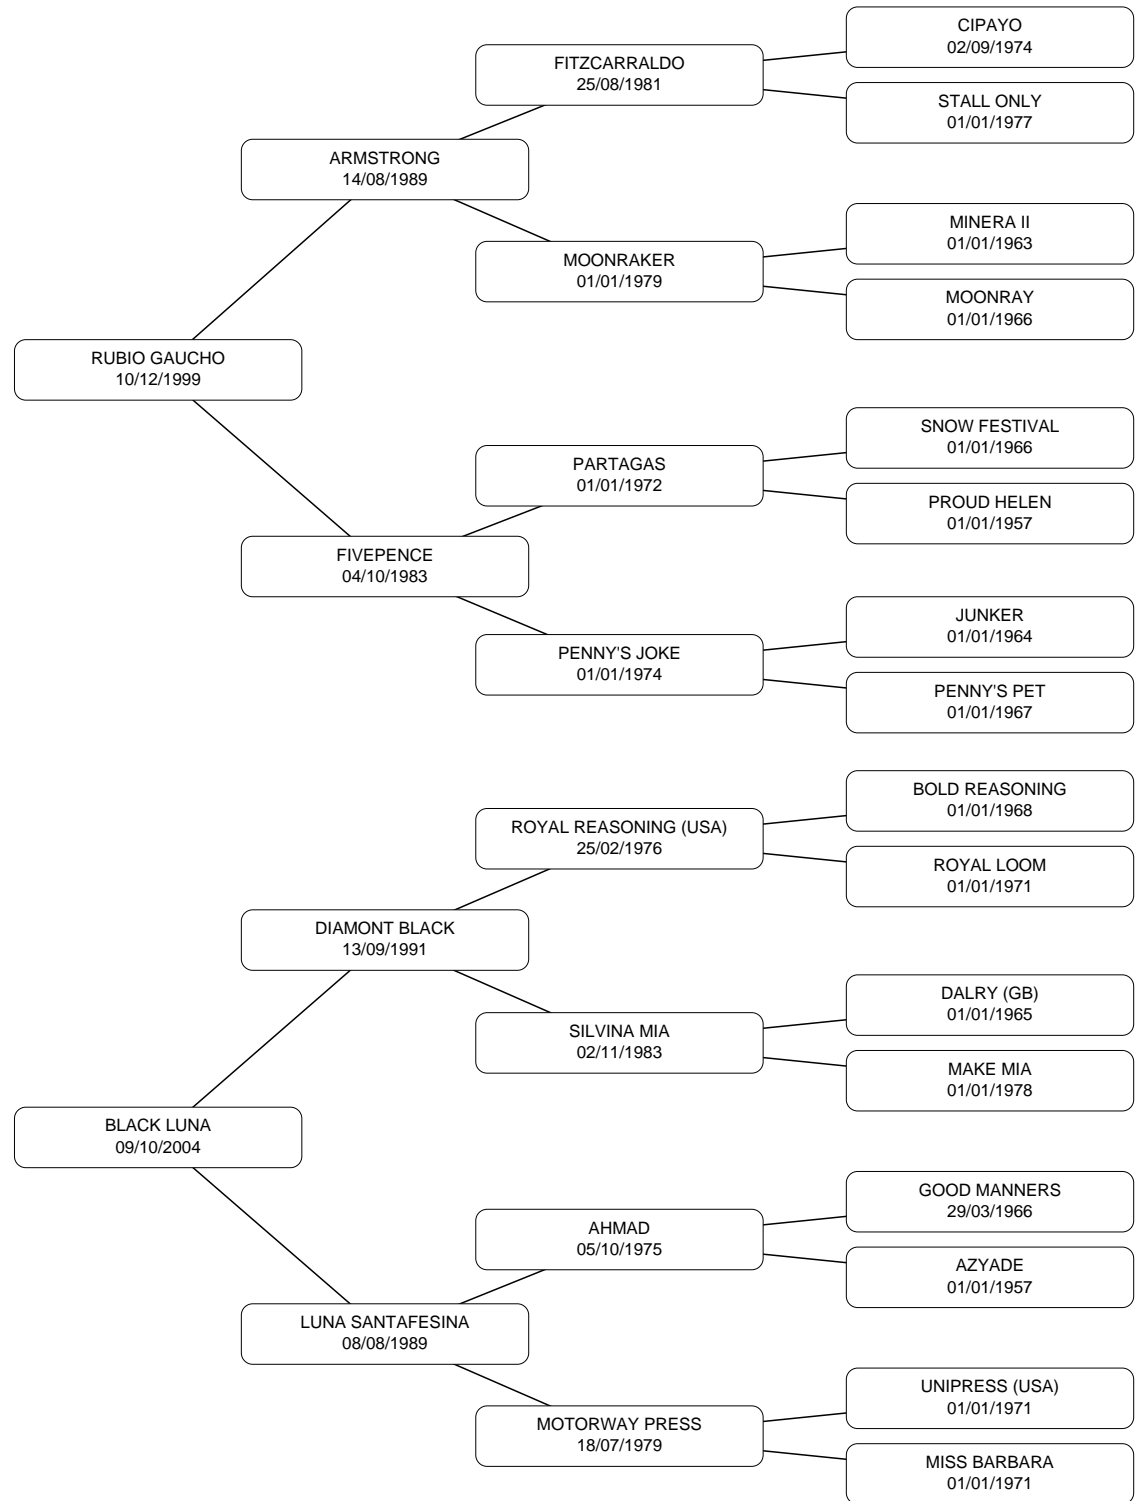 CIPAYO
02/09/1974
FITZCARRALDO
25/08/1981
STALL ONLY
01/01/1977
ARMSTRONG
14/08/1989
MINERA II
01/01/1963
MOONRAKER
01/01/1979
MOONRAY
01/01/1966
RUBIO GAUCHO
10/12/1999
SNOW FESTIVAL
01/01/1966
PARTAGAS
01/01/1972
PROUD HELEN
01/01/1957
FIVEPENCE
04/10/1983
JUNKER
01/01/1964
PENNY'S JOKE
01/01/1974
PENNY'S PET
01/01/1967
BOLD REASONING
01/01/1968
ROYAL REASONING (USA)
25/02/1976
ROYAL LOOM
01/01/1971
DIAMONT BLACK
13/09/1991
DALRY (GB)
01/01/1965
SILVINA MIA
02/11/1983
MAKE MIA
01/01/1978
BLACK LUNA
09/10/2004
GOOD MANNERS
29/03/1966
AHMAD
05/10/1975
AZYADE
01/01/1957
LUNA SANTAFESINA
08/08/1989
UNIPRESS (USA)
01/01/1971
MOTORWAY PRESS
18/07/1979
MISS BARBARA
01/01/1971